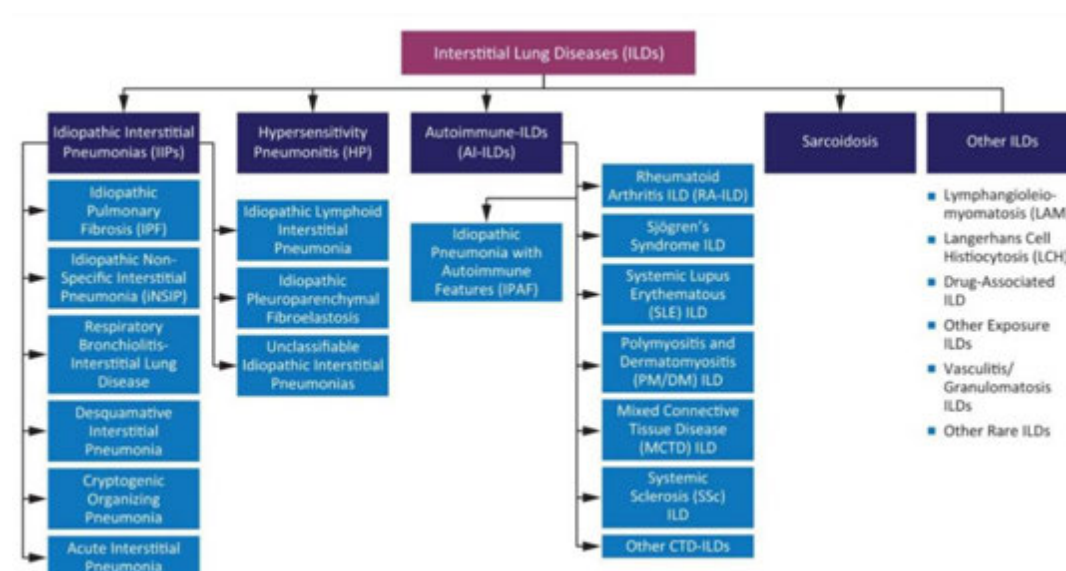 Interstitial Lung Diseases (ILDs)
Idiopathic Interstitial
Pneumonias (IIPs)
Hypersensitivity
Pneumonitis (HP)
Autoimmune-ILDs
(AI-ILDs)
Sarcoidosis
Other ILDs
Idiopathic
Pulmonary
Fibrosis (IPF)
Idiopathic Non-
Specific Interstitial
Pneumonia (iNSIP)
Respiratory
Bronchiolitis-
Interstitial Lung
Disease
Desquamative
Interstitial
Pneumonia
Cryptogenic
Organizing
Pneumonia
Acute Interstitial
Pneumonia
Idiopathic Lymphoid
Interstitial
Pneumonia
Idiopathic
Pleuroparenchymal
Fibroelastosis
Unclassifiable
Idiopathic Interstitial
Pneumonias
Idiopathic
Pneumonia with
Autoimmune
Features (IPAF)
Rheumatoid
Arthritis ILD (RA-ILD)
Sjögren's
Syndrome ILD
Systemic Lupus
Erythematous
(SLE) ILD
Polymyositis and
Dermatomyositis
(PM/DM) ILD
Mixed Connective
Tissue Disease
(MCTD) ILD
Systemic
Sclerosis (SSc)
ILD
Other CTD-ILDs
Lymphangioleio-
myomatosis (LAM
Langerhans Cell
Histiocytosis (LCH)
Drug-Associated
ILD
Other Exposure
ILDs
Vasculitis/
Granulomatosis
ILDs
Other Rare ILDs